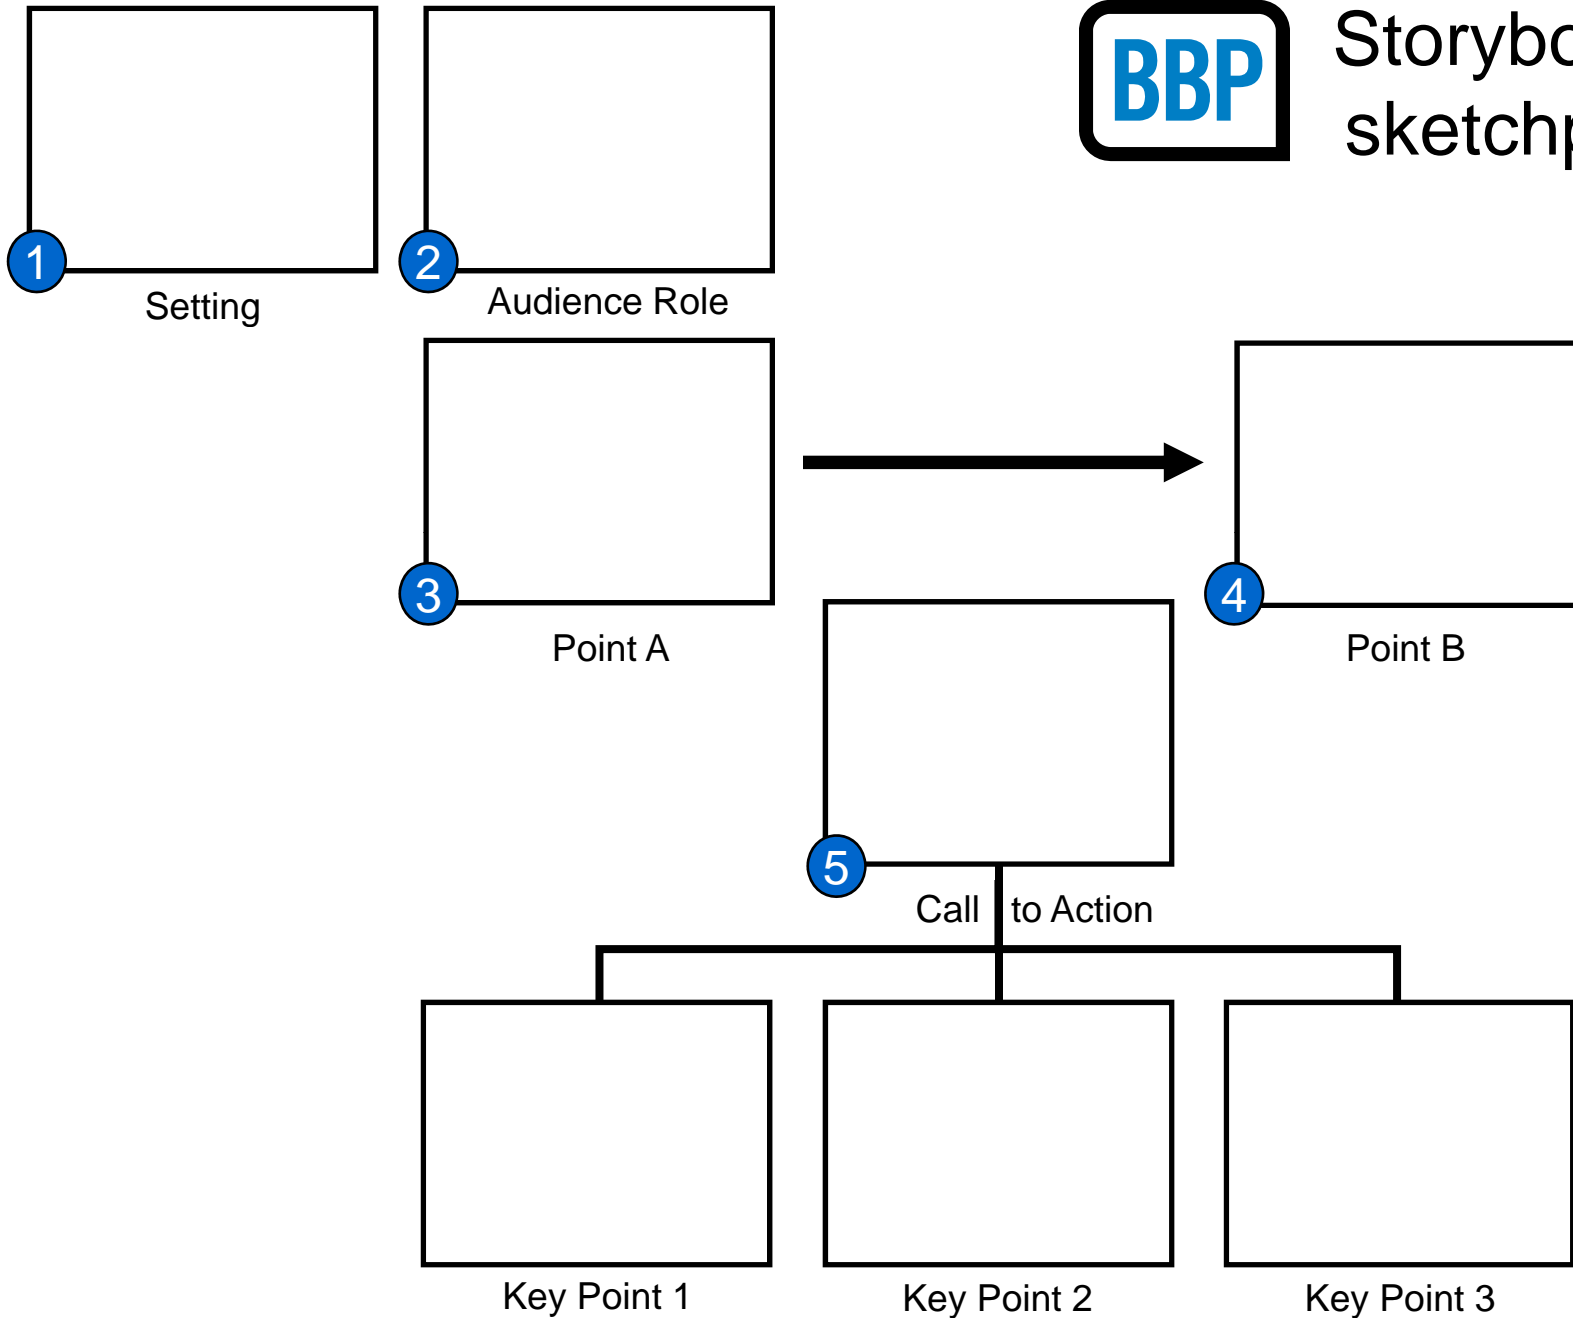 BBP
Storybo
sketchp
1
Setting
2
Audience Role
3
Point A
4
Point B
5
Call to Action
Key Point 1
Key Point 2
Key Point 3